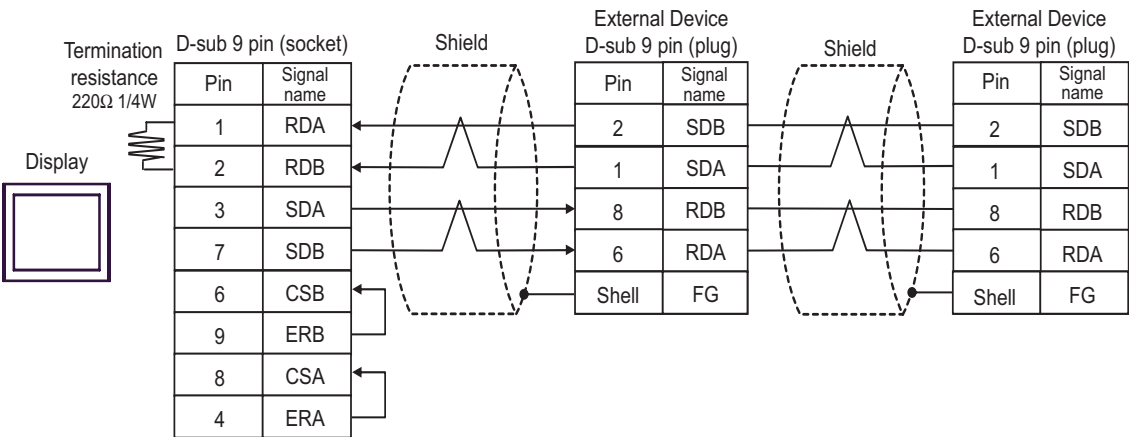 External Device
External Device
Termination
D-sub 9 pin (socket)
Shield
D-sub 9 pin (plug)
Shield
D-sub 9 pin (plug)
resistance
220Ω 1/4W
Display
Pin Signal name
1 RDA
2 RDB
3 SDA
7 SDB
6 CSB
9 ERB
8 CSA
4 ERA
Pin Signal name
2 SDB
1 SDA
8 RDB
6 RDA
Shell FG
Pin Signal name
2 SDB
1 SDA
8 RDB
6 RDA
Shell FG